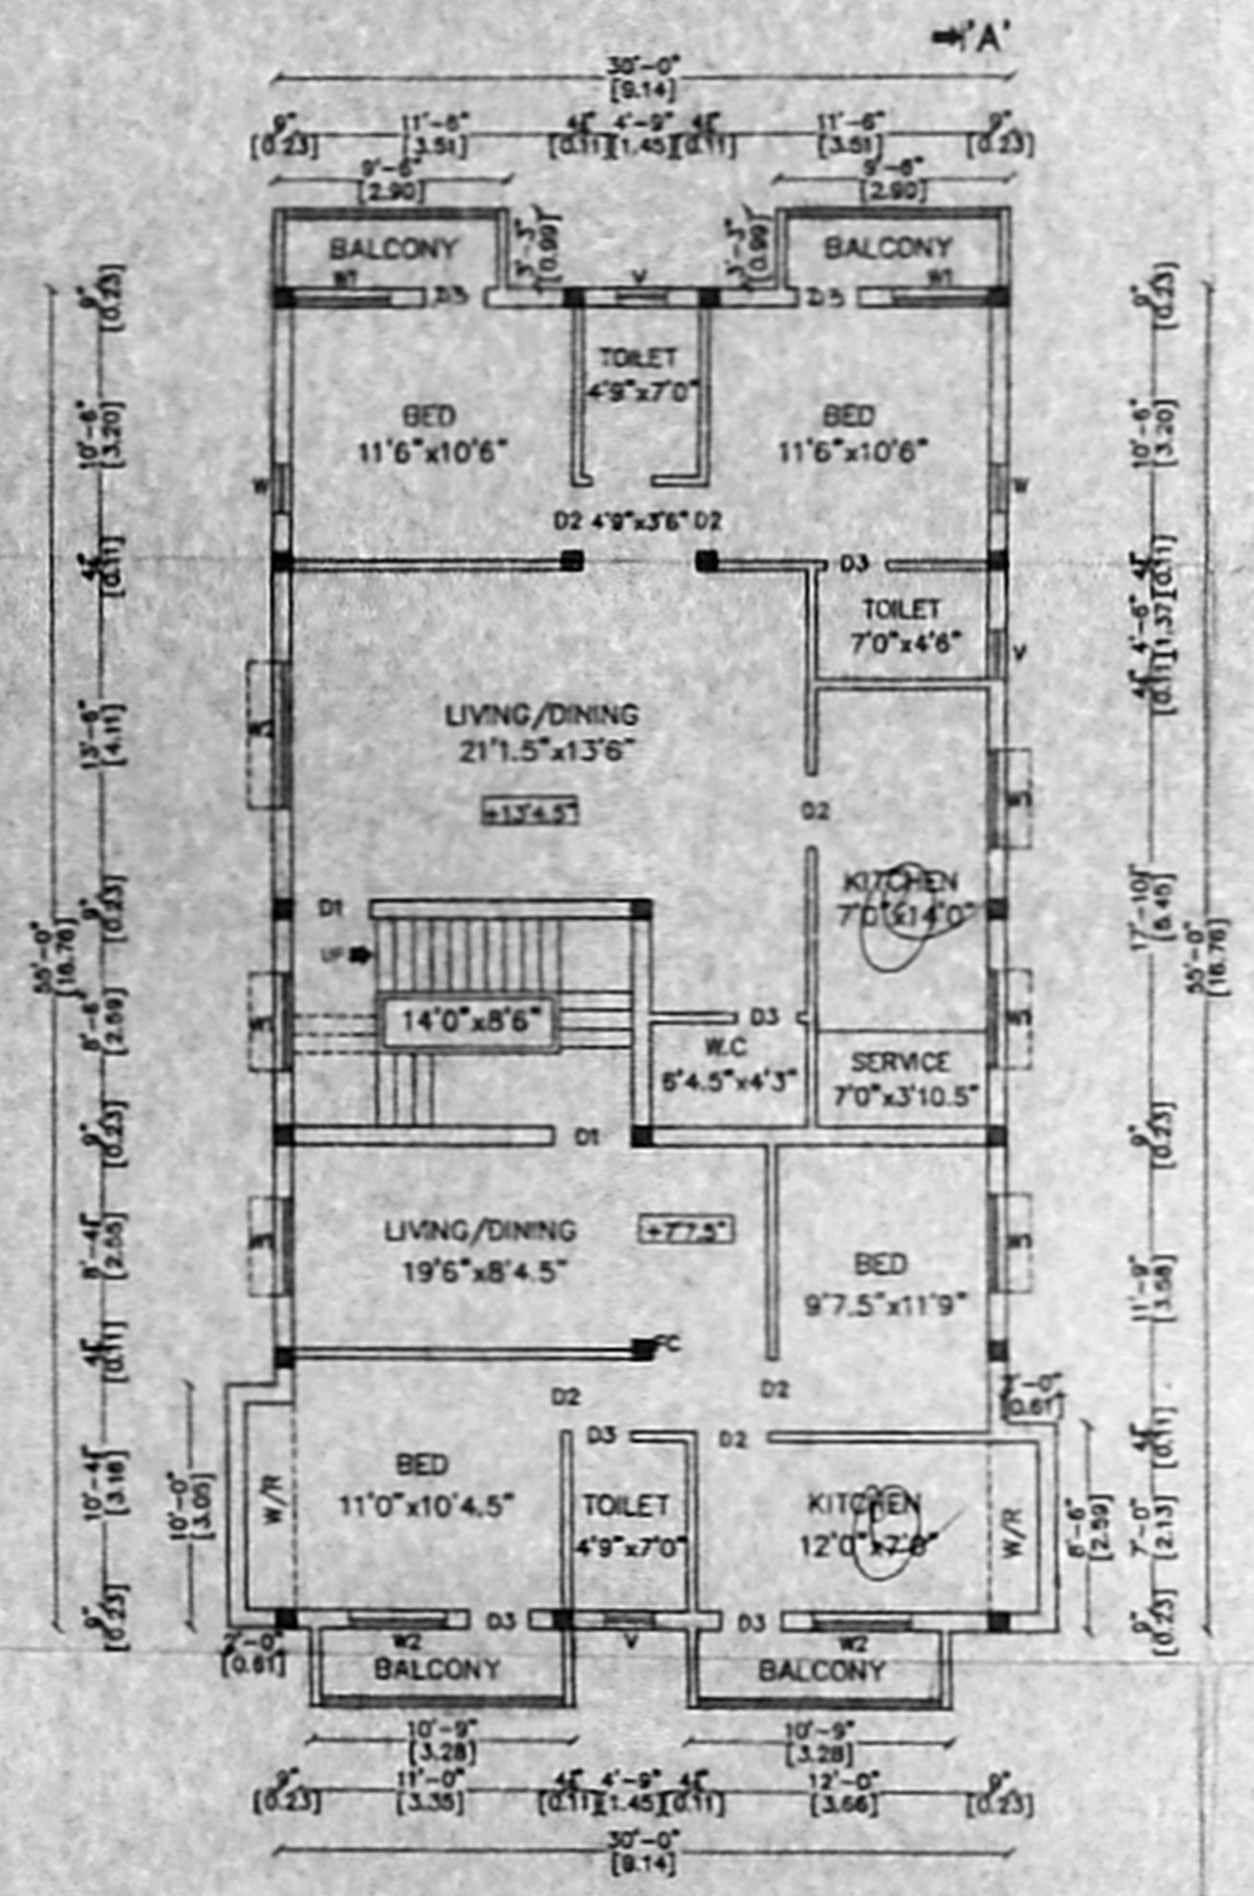 'A'
30'-0"
[9.14]
9" 11'-6" 4½" 4'-9" 4½" 11'-6" 9"
[0.23] [3.51] [0.11] [1.45] [0.11] [3.51] [0.23]
9'-6" 9'-6"
[2.90] [2.90]
BALCONY 3'-3" [0.99] 3'-3" [0.99] BALCONY
W1 D3 V D3 W1
TOILET
4'9"x7'0"
BED BED
11'6"x10'6" 11'6"x10'6"
W W
D2 4'9"x3'6" D2
D3
TOILET
7'0"x4'6"
V
LIVING/DINING
21'1.5"x13'6"
+13'4.5"
D2
KITCHEN
7'0"x14'0"
D1
UP
14'0"x8'6"
D3
W.C
SERVICE
7'0"x3'10.5"
D1
LIVING/DINING +7'7.5"
19'6"x8'4.5"
BED
9'7.5"x11'9"
FC
D2 D2
D3 D2
BED
11'0"x10'4.5"
TOILET
4'9"x7'0"
KITCHEN
12'0"x7'0"
W/R W/R
D3 D3
W2 V W2
BALCONY BALCONY
9" [0.23]
10'-6" [3.20]
4½" [0.11]
13'-6" [4.11]
9" [0.23]
8'-6" [2.59]
9" [0.23]
8'-4½" [2.55]
4½" [0.11]
10'-4½" [3.16]
9" [0.23]
55'-0" [16.76]
10'-0" [3.05]
2'-0" [0.61]
9" [0.23]
10'-6" [3.20]
4½" [0.11]
4'-6" [1.37]
4½" [0.11]
17'-10½" [5.45]
9" [0.23]
11'-9" [3.58]
4½" [0.11]
7'-0" [2.13]
9" [0.23]
55'-0" [16.76]
[0.61]
8'-6" [2.59]
10'-9" 10'-9"
[3.28] [3.28]
9" 11'-0" 4½" 4'-9" 4½" 12'-0" 9"
[0.23] [3.35] [0.11] [1.45] [0.11] [3.66] [0.23]
30'-0"
[9.14]